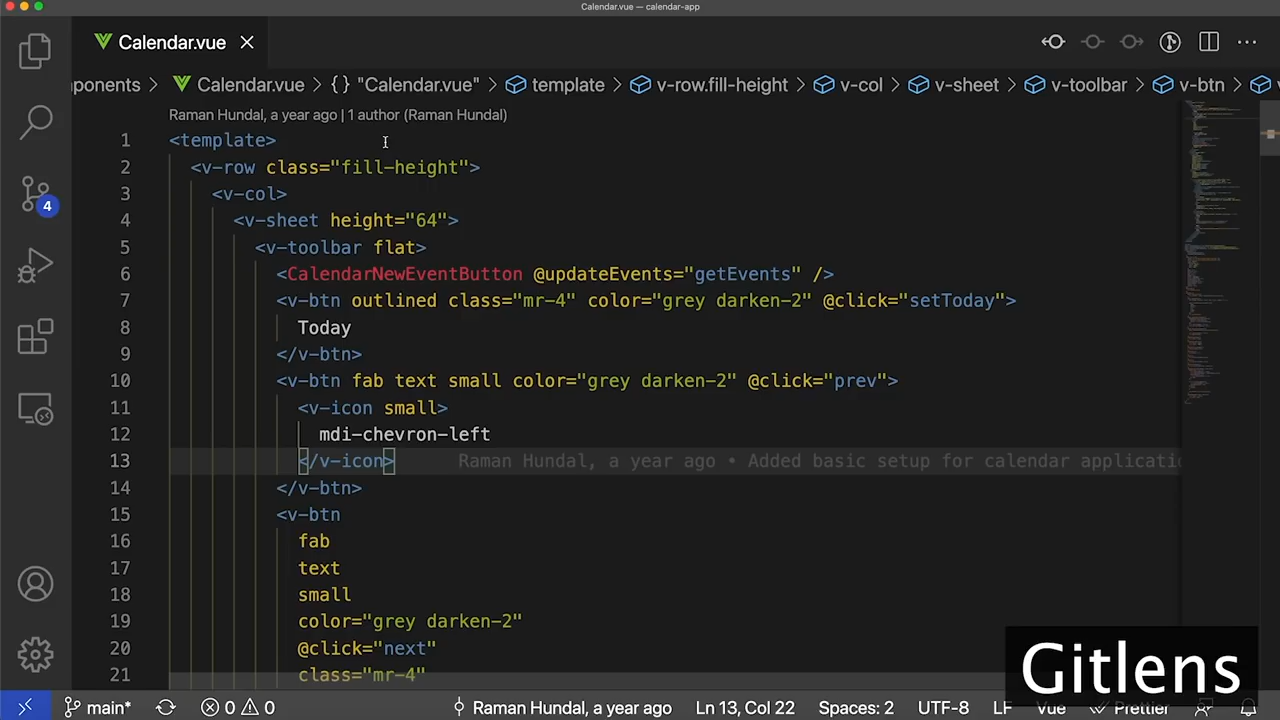 Calendar.vue — calendar-app
Calendar.vue
ponents > Calendar.vue > {} "Calendar.vue" > template > v-row.fill-height > v-col > v-sheet > v-toolbar > v-btn >
Raman Hundal, a year ago | 1 author (Raman Hundal)
1 <template>
2 <v-row class="fill-height">
3 <v-col>
4 <v-sheet height="64">
5 <v-toolbar flat>
6 <CalendarNewEventButton @updateEvents="getEvents" />
7 <v-btn outlined class="mr-4" color="grey darken-2" @click="setToday">
8 Today
9 </v-btn>
10 <v-btn fab text small color="grey darken-2" @click="prev">
11 <v-icon small>
12 mdi-chevron-left
13 </v-icon> Raman Hundal, a year ago • Added basic setup for calendar applicatio
14 </v-btn>
15 <v-btn
16 fab
17 text
18 small
19 color="grey darken-2"
20 @click="next"
21 class="mr-4"
4
Gitlens
main* 0 0 Raman Hundal, a year ago Ln 13, Col 22 Spaces: 2 UTF-8 LF Vue Prettier